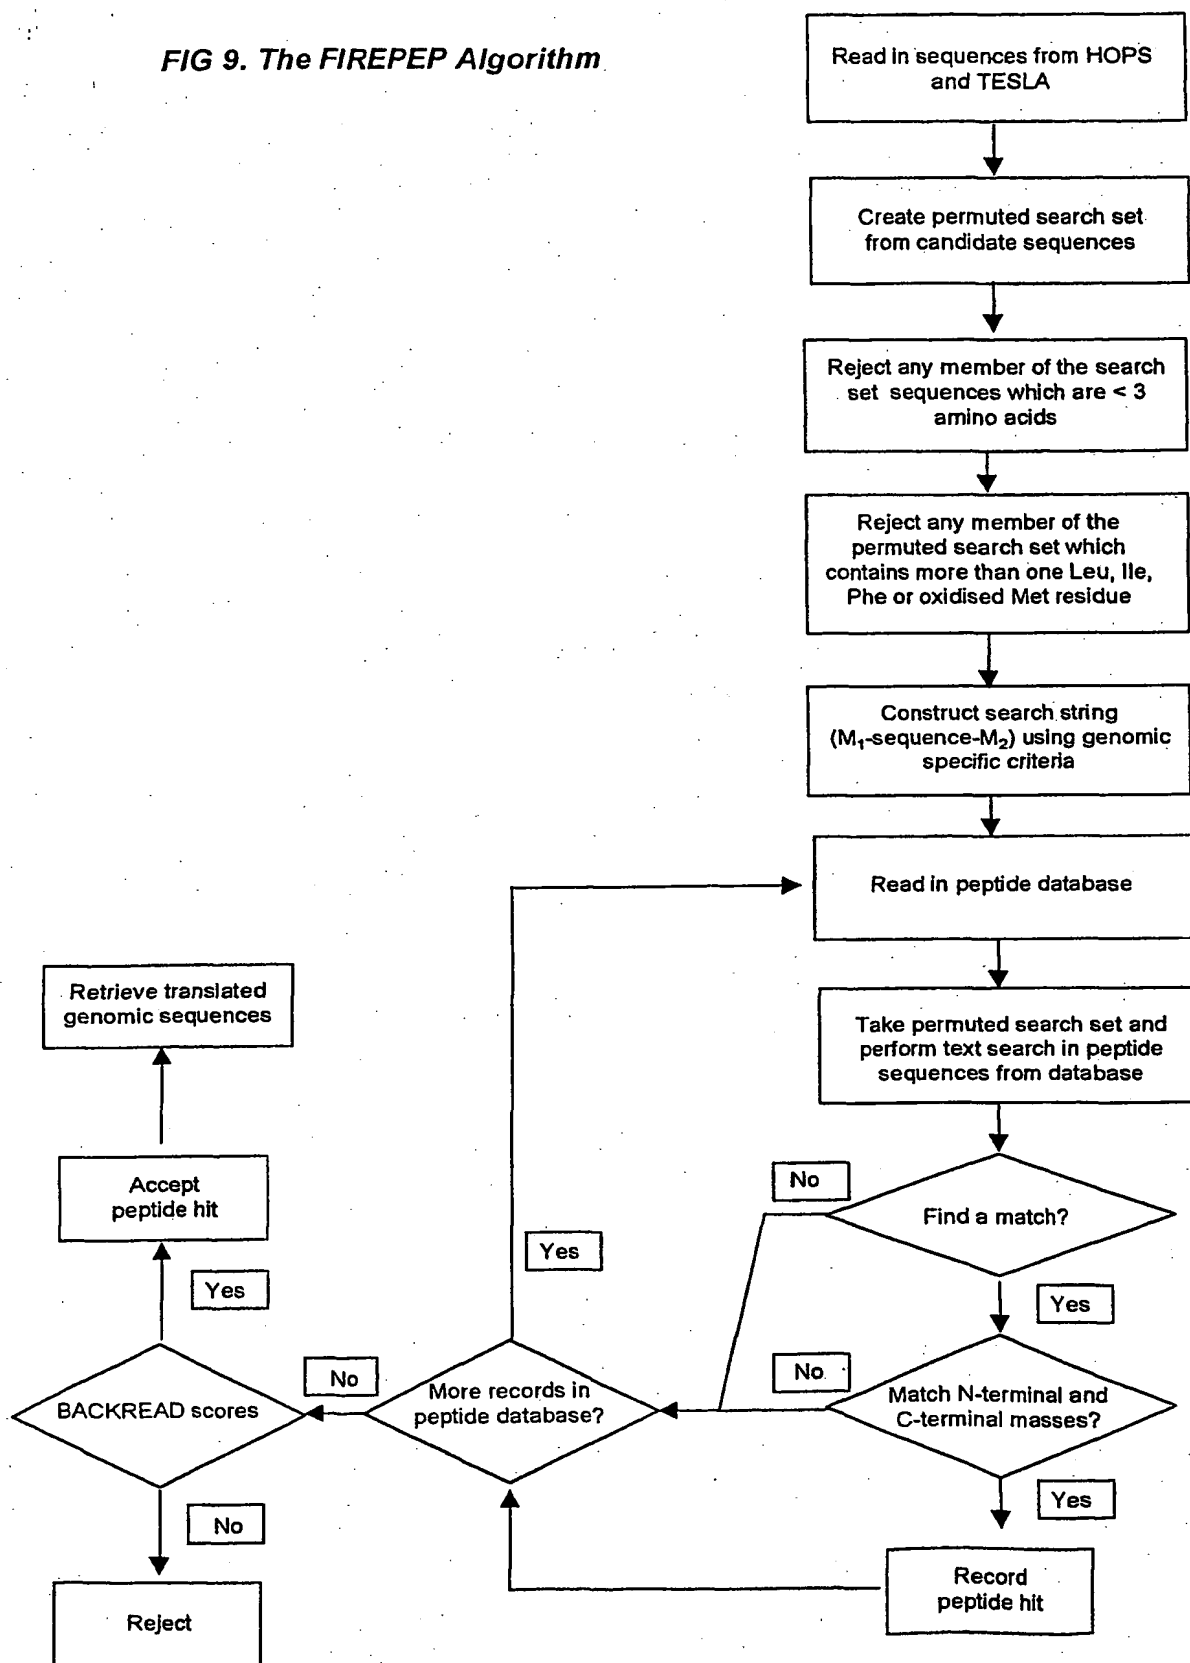 FIG 9. The FIREPEP Algorithm
Read in sequences from HOPS
and TESLA
Create permuted search set
from candidate sequences
Reject any member of the search
set sequences which are < 3
amino acids
Reject any member of the
permuted search set which
contains more than one Leu, Ile,
Phe or oxidised Met residue
Construct search string
(M₁-sequence-M₂) using genomic
specific criteria
Read in peptide database
Take permuted search set and
perform text search in peptide
sequences from database
Find a match?
No
Yes
Match N-terminal and
C-terminal masses?
No
Yes
Record
peptide hit
More records in
peptide database?
Yes
No
BACKREAD scores
Yes
Accept
peptide hit
Retrieve translated
genomic sequences
No
Reject